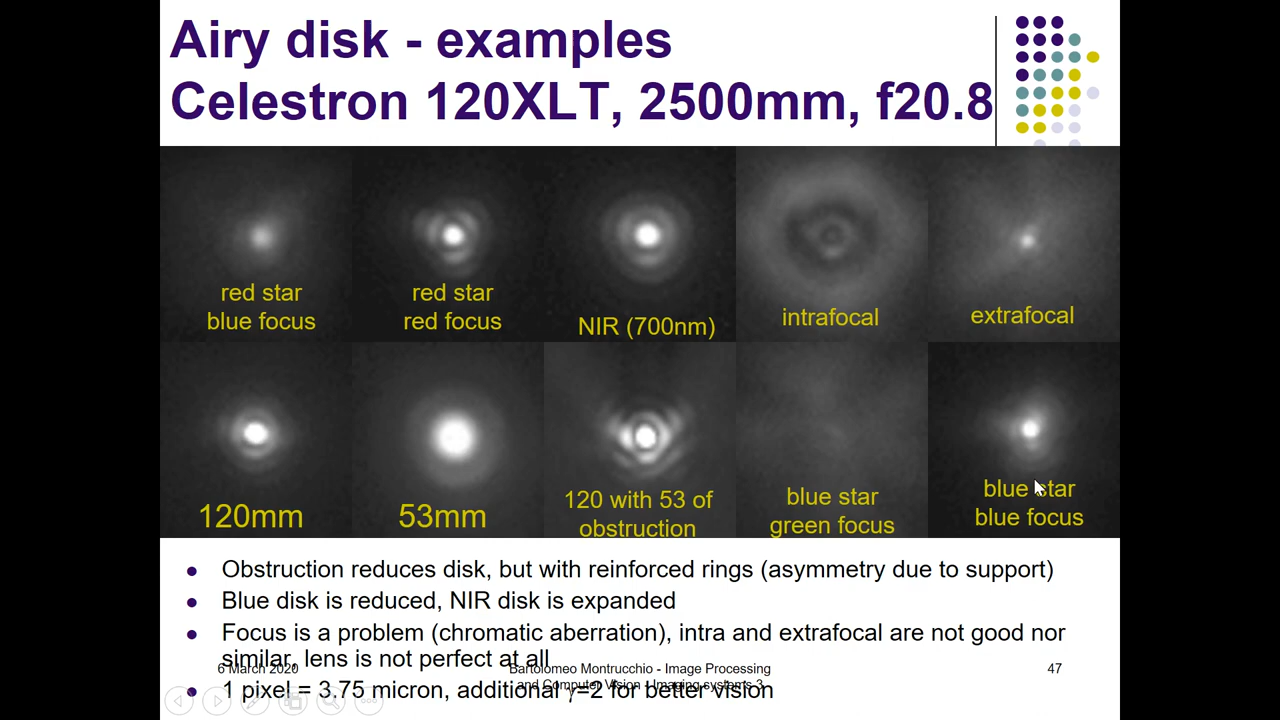 Airy disk - examples
Celestron 120XLT, 2500mm, f20.8
red star
blue focus
red star
red focus
NIR (700nm)
intrafocal
extrafocal
120mm
53mm
120 with 53 of
obstruction
blue star
green focus
blue star
blue focus
Obstruction reduces disk, but with reinforced rings (asymmetry due to support)
Blue disk is reduced, NIR disk is expanded
Focus is a problem (chromatic aberration), intra and extrafocal are not good nor
similar, lens is not perfect at all
1 pixel = 3.75 micron, additional γ=2 for better vision
6 March 2020
Bartolomeo Montrucchio - Image Processing
and Computer Vision - Imaging systems 3
47